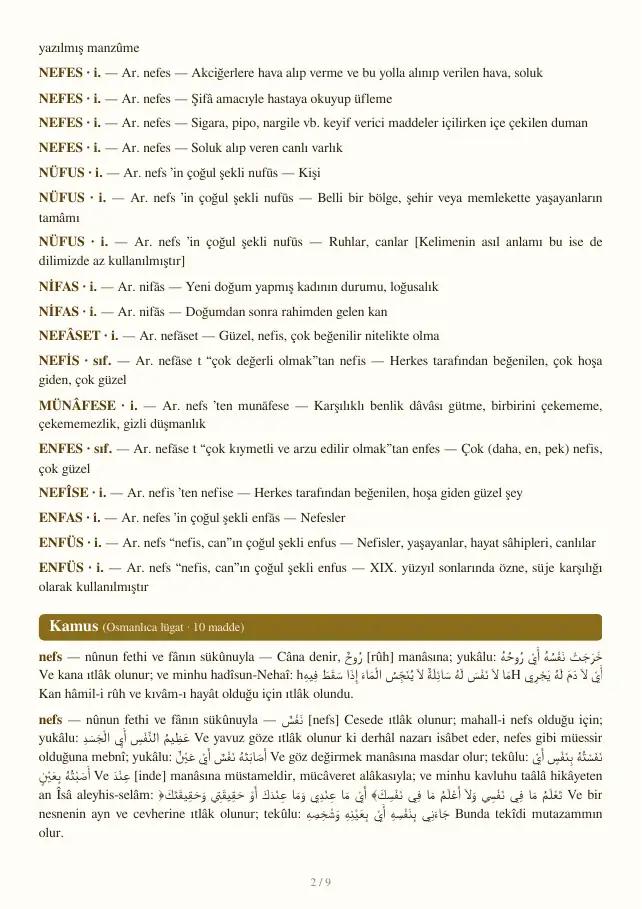 yazılmış manzûme
NEFES · i. — Ar. nefes — Akciğerlere hava alıp verme ve bu yolla alınıp verilen hava, soluk
NEFES · i. — Ar. nefes — Şifâ amacıyle hastaya okuyup üfleme
NEFES · i. — Ar. nefes — Sigara, pipo, nargile vb. keyif verici maddeler içilirken içe çekilen duman
NEFES · i. — Ar. nefes — Soluk alıp veren canlı varlık
NÜFUS · i. — Ar. nefs ’in çoğul şekli nufūs — Kişi
NÜFUS · i. — Ar. nefs ’in çoğul şekli nufūs — Belli bir bölge, şehir veya memlekette yaşayanların
tamâmı
NÜFUS · i. — Ar. nefs ’in çoğul şekli nufūs — Ruhlar, canlar [Kelimenin asıl anlamı bu ise de
dilimizde az kullanılmıştır]
NİFAS · i. — Ar. nifās — Yeni doğum yapmış kadının durumu, loğusalık
NİFAS · i. — Ar. nifās — Doğumdan sonra rahimden gelen kan
NEFÂSET · i. — Ar. nefāset — Güzel, nefis, çok beğenilir nitelikte olma
NEFİS · sıf. — Ar. nefāse t “çok değerli olmak”tan nefis — Herkes tarafından beğenilen, çok hoşa
giden, çok güzel
MÜNÂFESE · i. — Ar. nefs ’ten munāfese — Karşılıklı benlik dâvâsı gütme, birbirini çekememe,
çekememezlik, gizli düşmanlık
ENFES · sıf. — Ar. nefāse t “çok kıymetli ve arzu edilir olmak”tan enfes — Çok (daha, en, pek) nefis,
çok güzel
NEFÎSE · i. — Ar. nefis ’ten nefise — Herkes tarafından beğenilen, hoşa giden güzel şey
ENFAS · i. — Ar. nefes ’in çoğul şekli enfās — Nefesler
ENFÜS · i. — Ar. nefs “nefis, can”ın çoğul şekli enfus — Nefisler, yaşayanlar, hayat sâhipleri, canlılar
ENFÜS · i. — Ar. nefs “nefis, can”ın çoğul şekli enfus — XIX. yüzyıl sonlarında özne, süje karşılığı
olarak kullanılmıştır
Kamus (Osmanlıca lügat · 10 madde)
nefs — nûnun fethi ve fânın sükûnuyla — Câna denir, رُوحٌ [rûh] manâsına; yukâlu: خَرَجَتْ نَفْسُهُ أَيْ رُوحُهُ
Ve kana ıtlâk olunur; ve minhu hadîsun-Nehaî: hمَا لاَ نَفْسَ لَهُ سَائِلَةٌ لاَ يُنَجِّسُ الْمَاءَ إِذَا سَقَطَ فِيهِH أَيْ لاَ دَمَ لَهُ يَجْرِي
Kan hâmil-i rûh ve kıvâm-ı hayât olduğu için ıtlâk olundu.
nefs — nûnun fethi ve fânın sükûnuyla — نَفْسٌ [nefs] Cesede ıtlâk olunur; mahall-i nefs olduğu için;
yukâlu: عَظِيمُ النَّفْسِ أَيِ الْجَسَدِ Ve yavuz göze ıtlâk olunur ki derhâl nazarı isâbet eder, nefes gibi müessir
olduğuna mebnî; yukâlu: أَصَابَتْهُ نَفْسٌ أَيْ عَيْنٌ Ve göz değirmek manâsına masdar olur; tekûlu: نَفَسْتُهُ بِنَفْسٍ أَيْ
أَصَبْتُهُ بِعَيْنٍ Ve عِنْدَ [inde] manâsına müstameldir, mücâveret alâkasıyla; ve minhu kavluhu taalâ hikâyeten
an Îsâ aleyhis-selâm: ﴿تَعْلَمُ مَا فِي نَفْسِي وَلاَ أَعْلَمُ مَا فِي نَفْسِكَ﴾ أَيْ مَا عِنْدِي وَمَا عِنْدَكَ أَوْ حَقِيقَتِي وَحَقِيقَتَكَ Ve bir
nesnenin ayn ve cevherine ıtlâk olunur; tekûlu: جَاءَنِي بِنَفْسِهِ أَيْ بِعَيْنِهِ وَشَخْصِهِ Bunda tekîdi mutazammın
olur.
2 / 9